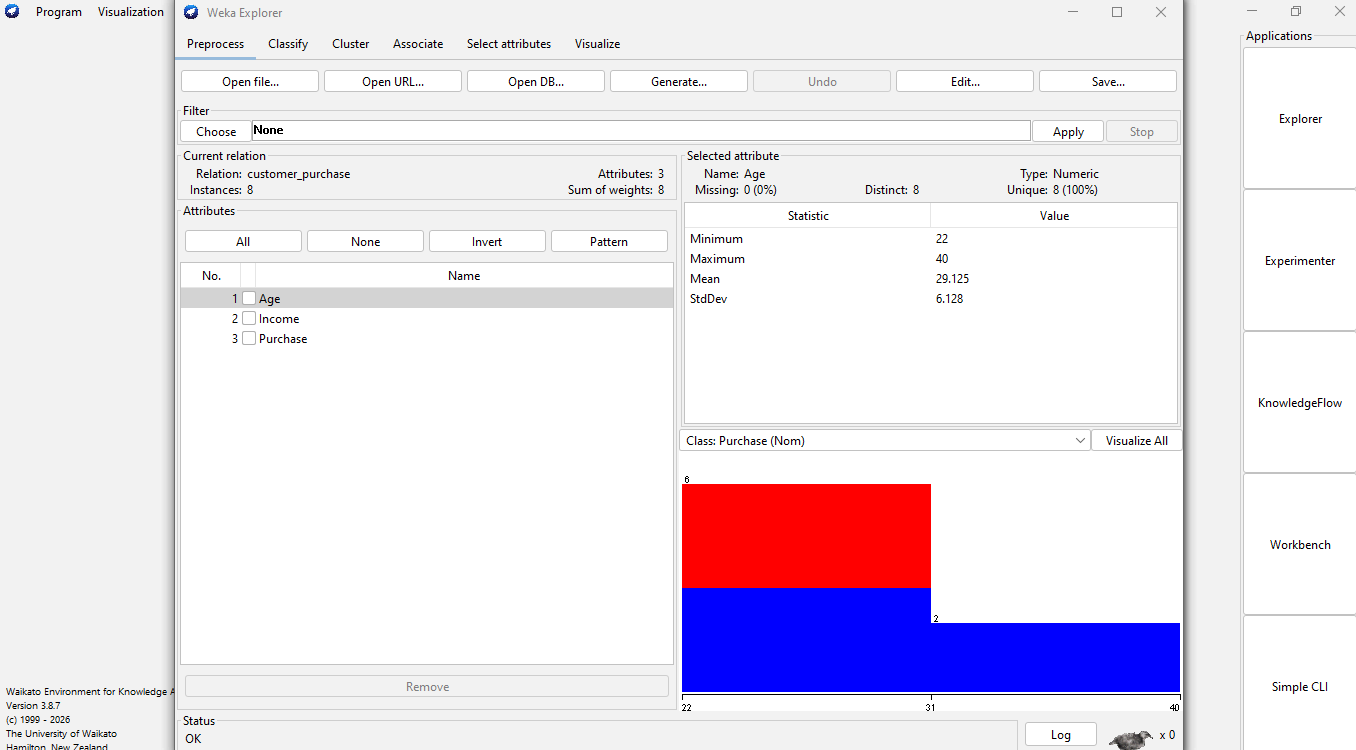 Program Visualization
Weka Explorer
Preprocess Classify Cluster Associate Select attributes Visualize
Open file... Open URL... Open DB... Generate... Undo Edit... Save...
Filter
Choose None Apply Stop
Current relation
Relation: customer_purchase Attributes: 3
Instances: 8 Sum of weights: 8
Attributes
All None Invert Pattern
No. Name
1 Age
2 Income
3 Purchase
Remove
Selected attribute
Name: Age Type: Numeric
Missing: 0 (0%) Distinct: 8 Unique: 8 (100%)
Statistic Value
Minimum 22
Maximum 40
Mean 29.125
StdDev 6.128
Class: Purchase (Nom) Visualize All
6
2
22 31 40
Status
OK
Log x 0
Waikato Environment for Knowledge A
Version 3.8.7
(c) 1999 - 2026
The University of Waikato
Hamilton, New Zealand
Applications
Explorer
Experimenter
KnowledgeFlow
Workbench
Simple CLI